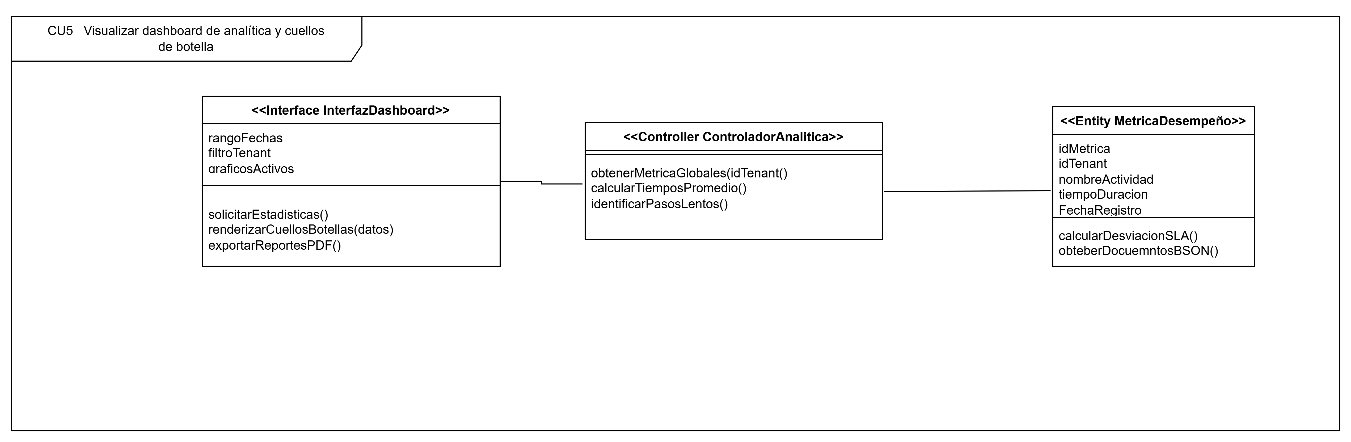 CU5 Visualizar dashboard de analítica y cuellos
de botella
<<Interface InterfazDashboard>>
rangoFechas
filtroTenant
graficosActivos
solicitarEstadisticas()
renderizarCuellosBotellas(datos)
exportarReportesPDF()
<<Controller ControladorAnalitica>>
obtenerMetricaGlobales(idTenant()
calcularTiemposPromedio()
identificarPasosLentos()
<<Entity MetricaDesempeño>>
idMetrica
idTenant
nombreActividad
tiempoDuracion
FechaRegistro
calcularDesviacionSLA()
obteberDocuemntosBSON()